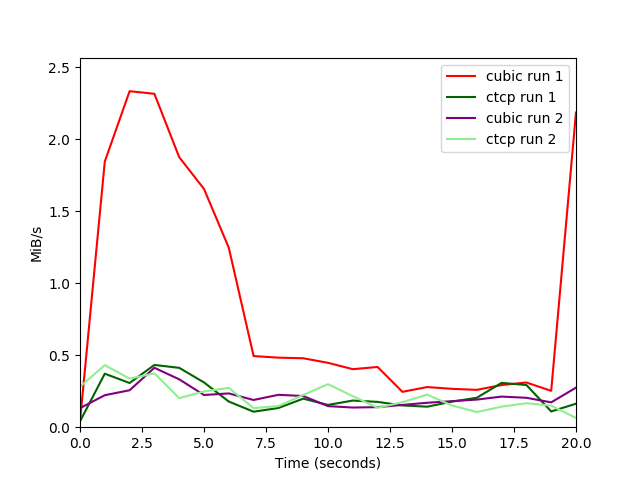 2.5
2.0
1.5
1.0
0.5
0.0
MiB/s
0.0 2.5 5.0 7.5 10.0 12.5 15.0 17.5 20.0
Time (seconds)
cubic run 1
ctcp run 1
cubic run 2
ctcp run 2